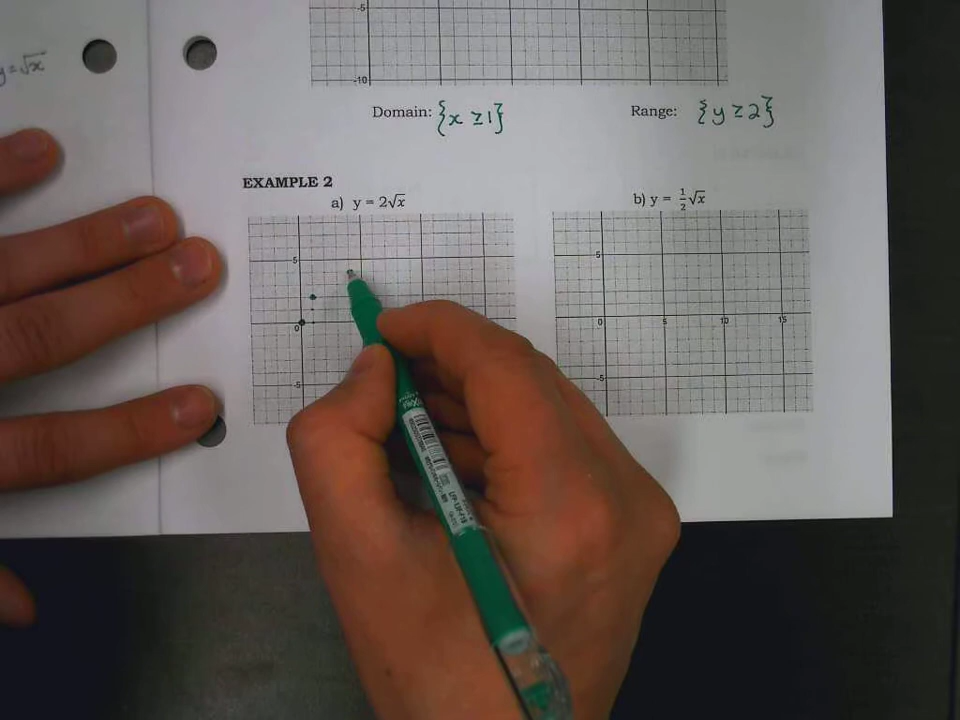 -5
-10
y=√x
Domain: {x ≥ 1} Range: {y ≥ 2}
EXAMPLE 2
a) y = 2√x b) y = 1/2 √x
5 5
0 0 5 10 15
-5 -5